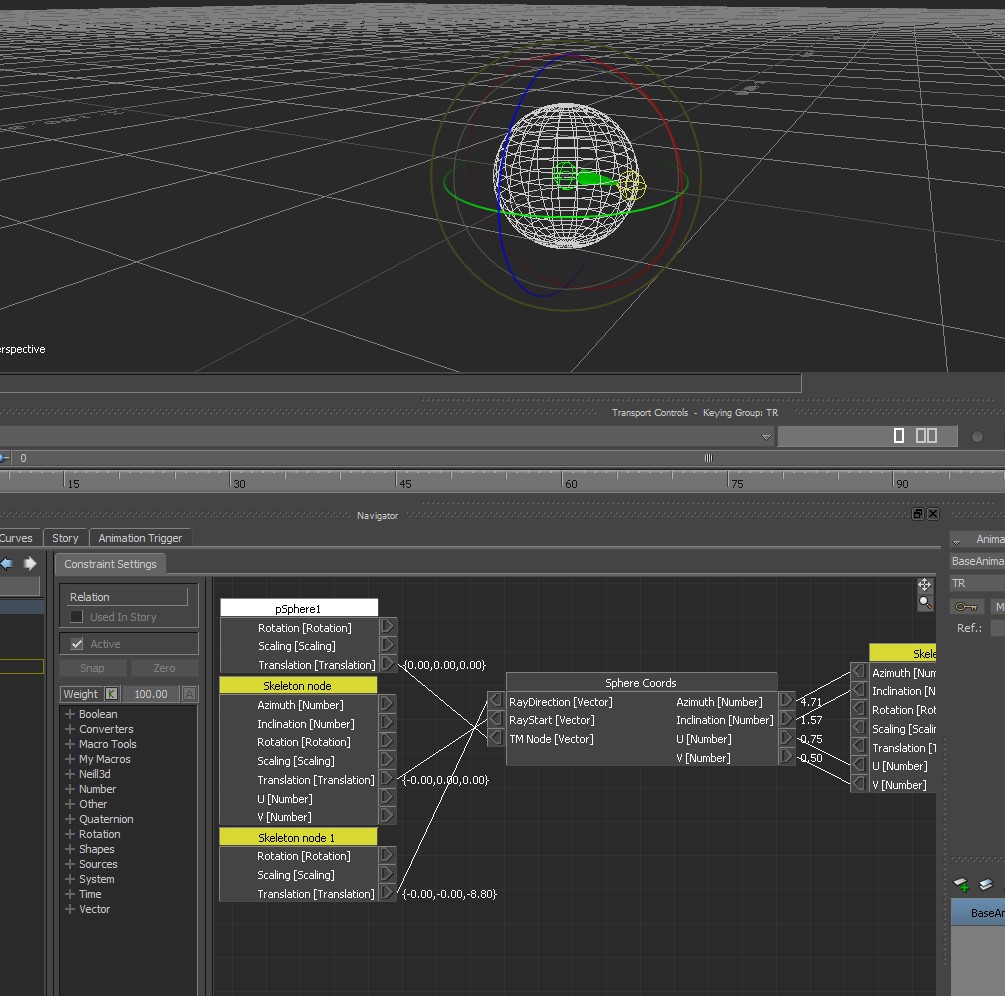 erspective
Transport Controls - Keying Group: TR
0
15 30 45 60 75 90
Navigator
Curves Story Animation Trigger
Anima
Constraint Settings
BaseAnima
Relation
TR
Used In Story
M
Active
Ref.:
Snap Zero
Weight K 100.00 A
Boolean
Converters
Macro Tools
My Macros
Neill3d
Number
Other
Quaternion
Rotation
Shapes
Sources
System
Time
Vector
pSphere1
Rotation [Rotation]
Scaling [Scaling]
Translation [Translation] {0.00,0.00,0.00}
Skeleton node
Azimuth [Number]
Inclination [Number]
Rotation [Rotation]
Scaling [Scaling]
Translation [Translation] {-0.00,0.00,0.00}
U [Number]
V [Number]
Skeleton node 1
Rotation [Rotation]
Scaling [Scaling]
Translation [Translation] {-0.00,-0.00,-8.80}
Sphere Coords
RayDirection [Vector] Azimuth [Number] 4.71
RayStart [Vector] Inclination [Number] 1.57
TM Node [Vector] U [Number] 0.75
V [Number] 0.50
Skele
Azimuth [Num
Inclination [N
Rotation [Rot
Scaling [Scalin
Translation [T
U [Number]
V [Number]
BaseAn